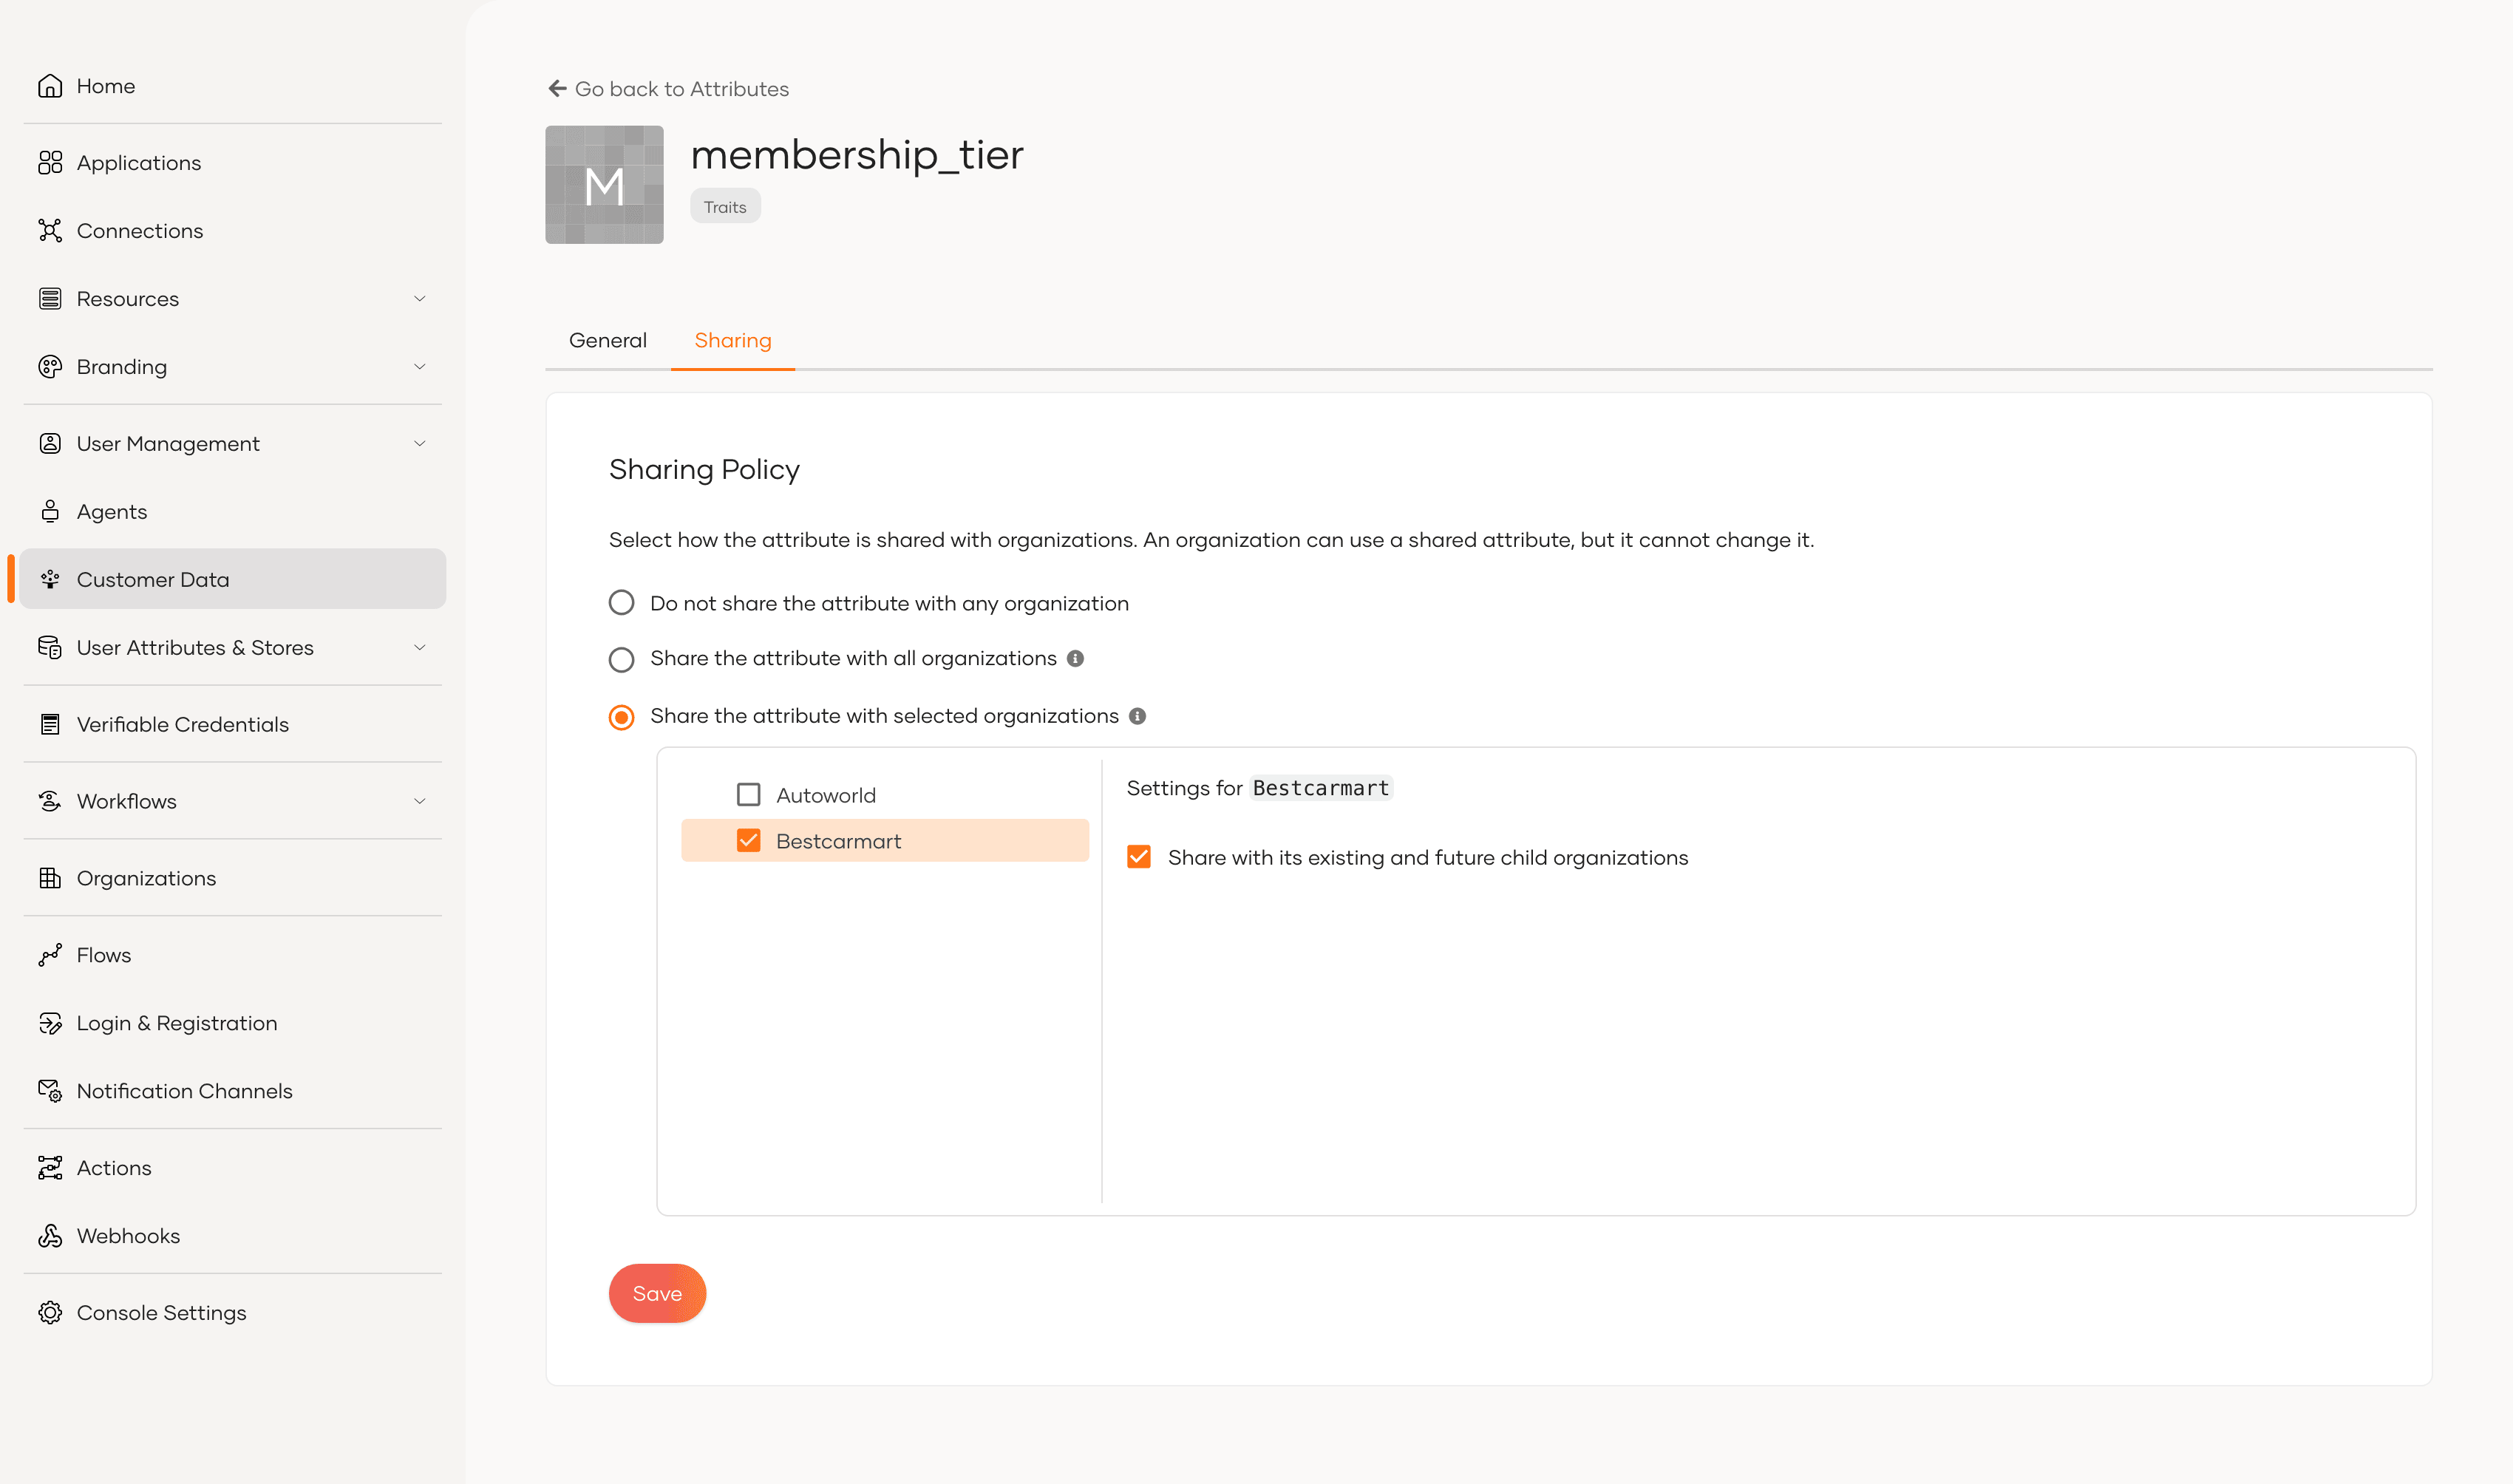 Home
Applications
Connections
Resources
Branding
User Management
Agents
Customer Data
User Attributes & Stores
Verifiable Credentials
Workflows
Organizations
Flows
Login & Registration
Notification Channels
Actions
Webhooks
Console Settings
Go back to Attributes
M
membership_tier
Traits
General Sharing
Sharing Policy
Select how the attribute is shared with organizations. An organization can use a shared attribute, but it cannot change it.
Do not share the attribute with any organization
Share the attribute with all organizations
Share the attribute with selected organizations
Autoworld
Bestcarmart
Settings for Bestcarmart
Share with its existing and future child organizations
Save